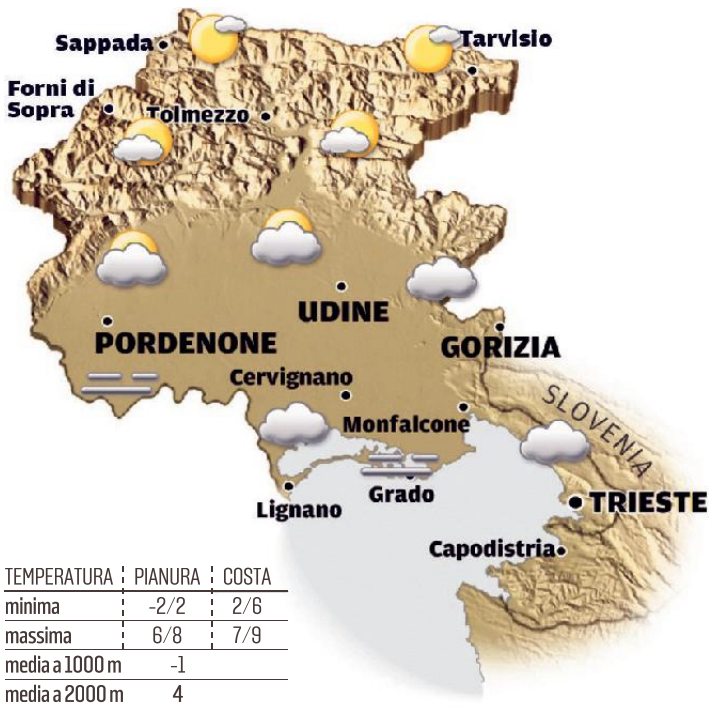 Sappada
Tarvisio
Forni di
Sopra
Tolmezzo
UDINE
PORDENONE
GORIZIA
Cervignano
SLOVENIA
Monfalcone
Grado
Lignano
TRIESTE
Capodistria
TEMPERATURA PIANURA COSTA
minima -2/2 2/6
massima 6/8 7/9
media a 1000 m -1
media a 2000 m 4